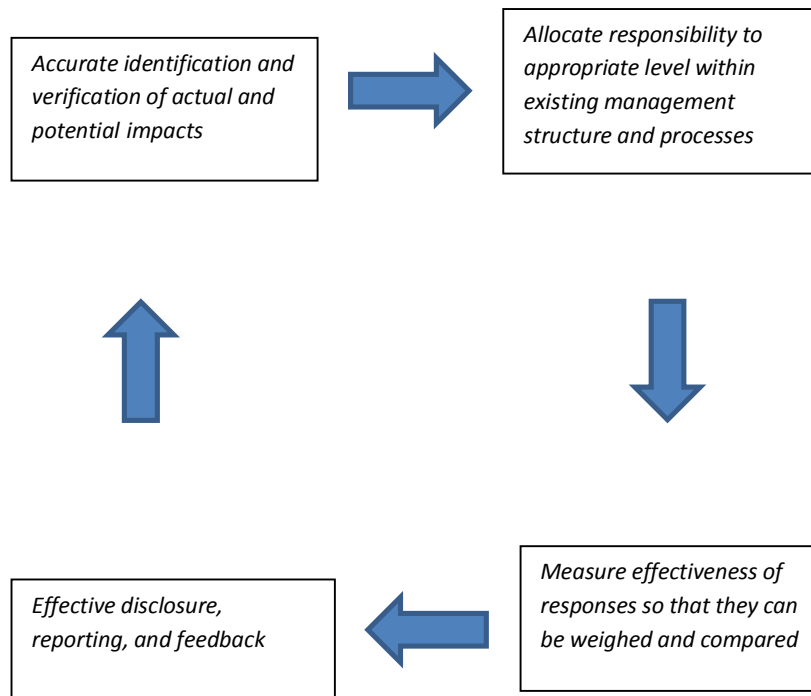 Accurate identification and
verification of actual and
potential impacts
Allocate responsibility to
appropriate level within
existing management
structure and processes
Measure effectiveness of
responses so that they can
be weighed and compared
Effective disclosure,
reporting, and feedback